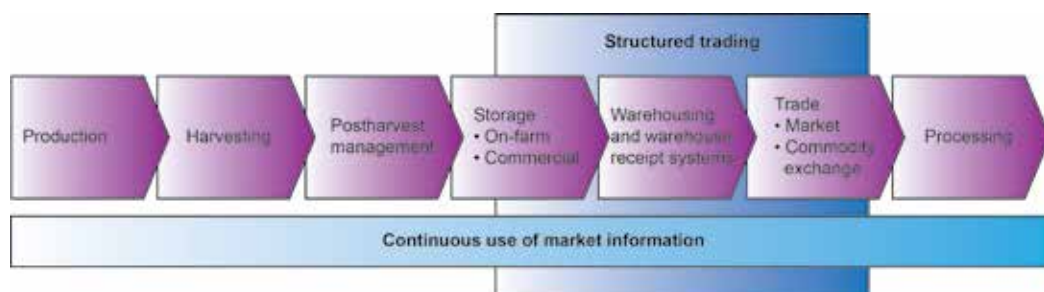 Structured trading
Production
Harvesting
Postharvest
management
Storage
• On-farm
• Commercial
Warehousing
and warehouse
receipt systems
Trade
• Market
• Commodity
exchange
Processing
Continuous use of market information